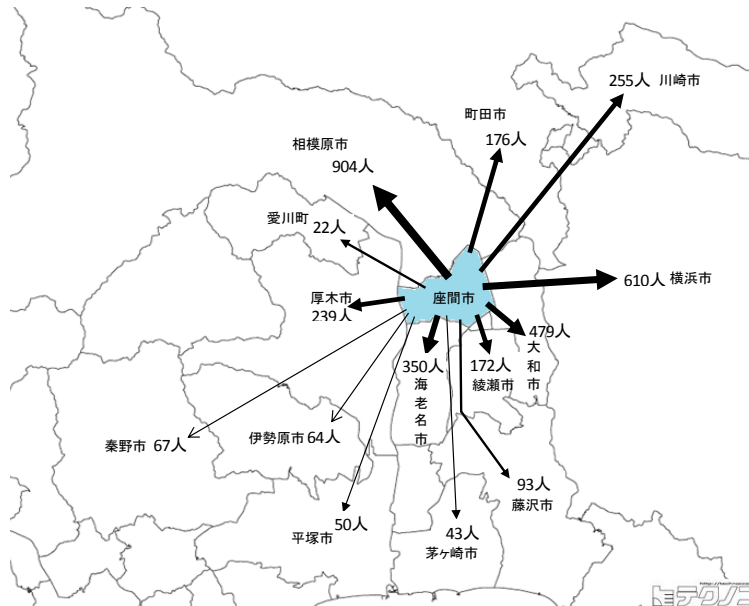 255人 川崎市
町田市
176人
相模原市
904人
愛川町 22人
厚木市
239人
座間市
610人 横浜市
479人
大和市
350人
海老名市
172人
綾瀬市
秦野市 67人
伊勢原市 64人
93人
藤沢市
50人
平塚市
43人
茅ヶ崎市